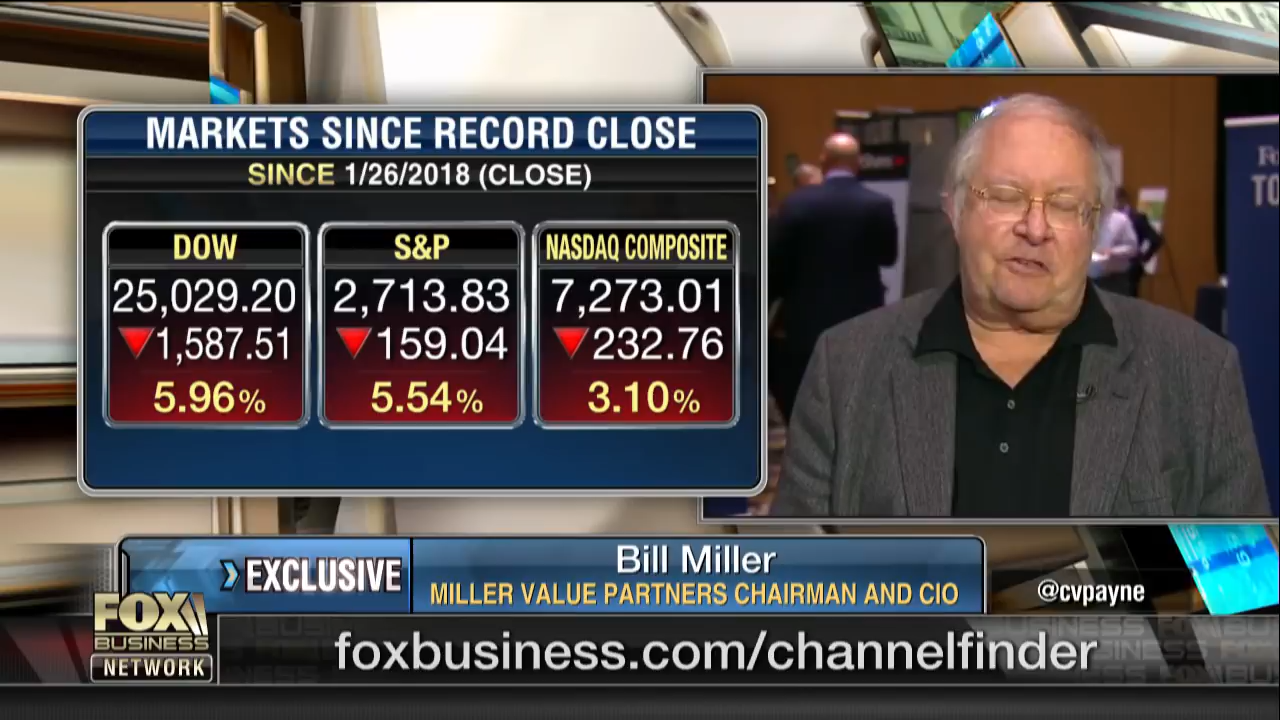 MARKETS SINCE RECORD CLOSE
SINCE 1/26/2018 (CLOSE)
DOW
25,029.20
▼1,587.51
5.96%
S&P
2,713.83
▼159.04
5.54%
NASDAQ COMPOSITE
7,273.01
▼232.76
3.10%
TO
EXCLUSIVE
Bill Miller
MILLER VALUE PARTNERS CHAIRMAN AND CIO
@cvpayne
FOX
BUSINESS
NETWORK
foxbusiness.com/channelfinder